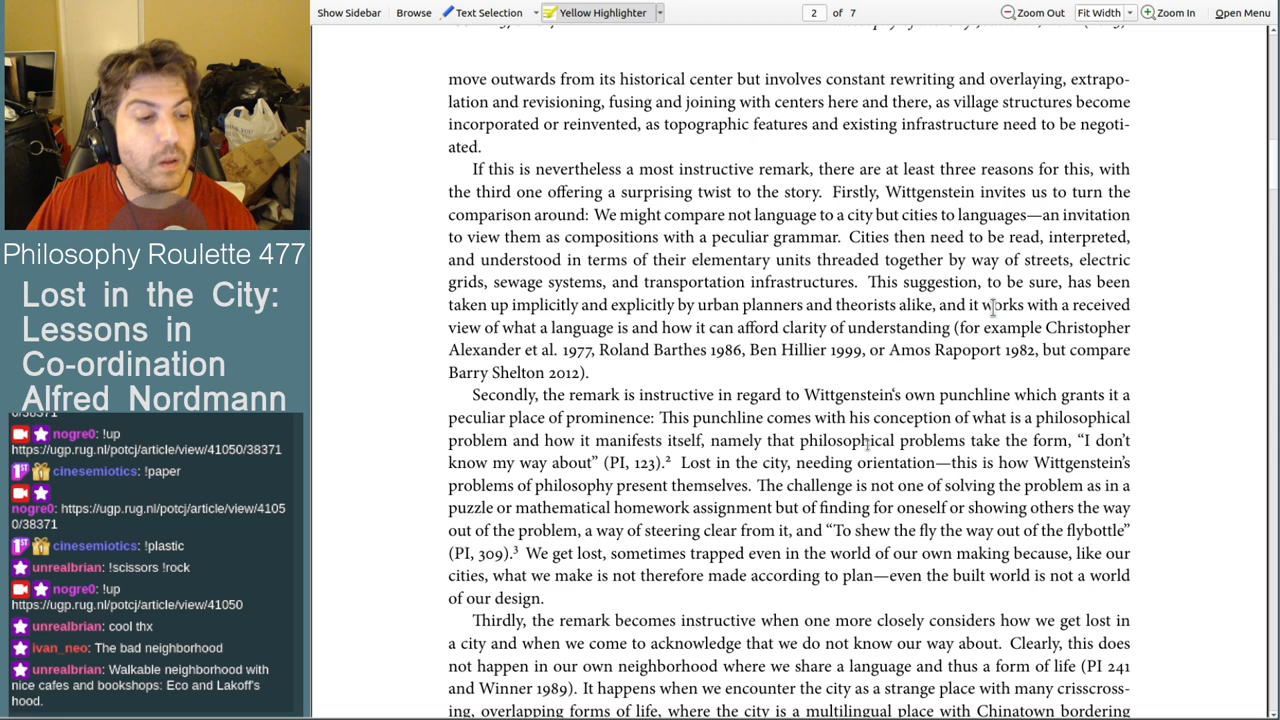 Show Sidebar Browse Text Selection Yellow Highlighter 2 of 7 Zoom Out Fit Width Zoom In Open Menu
move outwards from its historical center but involves constant rewriting and overlaying, extrapo-
lation and revisioning, fusing and joining with centers here and there, as village structures become
incorporated or reinvented, as topographic features and existing infrastructure need to be negoti-
ated.
If this is nevertheless a most instructive remark, there are at least three reasons for this, with
the third one offering a surprising twist to the story. Firstly, Wittgenstein invites us to turn the
comparison around: We might compare not language to a city but cities to languages—an invitation
to view them as compositions with a peculiar grammar. Cities then need to be read, interpreted,
and understood in terms of their elementary units threaded together by way of streets, electric
grids, sewage systems, and transportation infrastructures. This suggestion, to be sure, has been
taken up implicitly and explicitly by urban planners and theorists alike, and it works with a received
view of what a language is and how it can afford clarity of understanding (for example Christopher
Alexander et al. 1977, Roland Barthes 1986, Ben Hillier 1999, or Amos Rapoport 1982, but compare
Barry Shelton 2012).
Secondly, the remark is instructive in regard to Wittgenstein‘s own punchline which grants it a
peculiar place of prominence: This punchline comes with his conception of what is a philosophical
problem and how it manifests itself, namely that philosophical problems take the form, “I don’t
know my way about” (PI, 123).² Lost in the city, needing orientation—this is how Wittgenstein’s
problems of philosophy present themselves. The challenge is not one of solving the problem as in a
puzzle or mathematical homework assignment but of finding for oneself or showing others the way
out of the problem, a way of steering clear from it, and “To shew the fly the way out of the flybottle”
(PI, 309).³ We get lost, sometimes trapped even in the world of our own making because, like our
cities, what we make is not therefore made according to plan—even the built world is not a world
of our design.
Thirdly, the remark becomes instructive when one more closely considers how we get lost in
a city and when we come to acknowledge that we do not know our way about. Clearly, this does
not happen in our own neighborhood where we share a language and thus a form of life (PI 241
and Winner 1989). It happens when we encounter the city as a strange place with many crisscross-
ing, overlapping forms of life, where the city is a multilingual place with Chinatown bordering
Philosophy Roulette 477
Lost in the City:
Lessons in
Co-ordination
Alfred Nordmann
0/38371
nogre0: !up
https://ugp.rug.nl/potcj/article/view/41050/38371
cinesemiotics: !paper
nogre0: https://ugp.rug.nl/potcj/article/view/4105
0/38371
cinesemiotics: !plastic
unrealbrian: !scissors !rock
nogre0: !up
https://ugp.rug.nl/potcj/article/view/41050
unrealbrian: cool thx
ivan_neo: The bad neighborhood
unrealbrian: Walkable neighborhood with
nice cafes and bookshops: Eco and Lakoff's
hood.